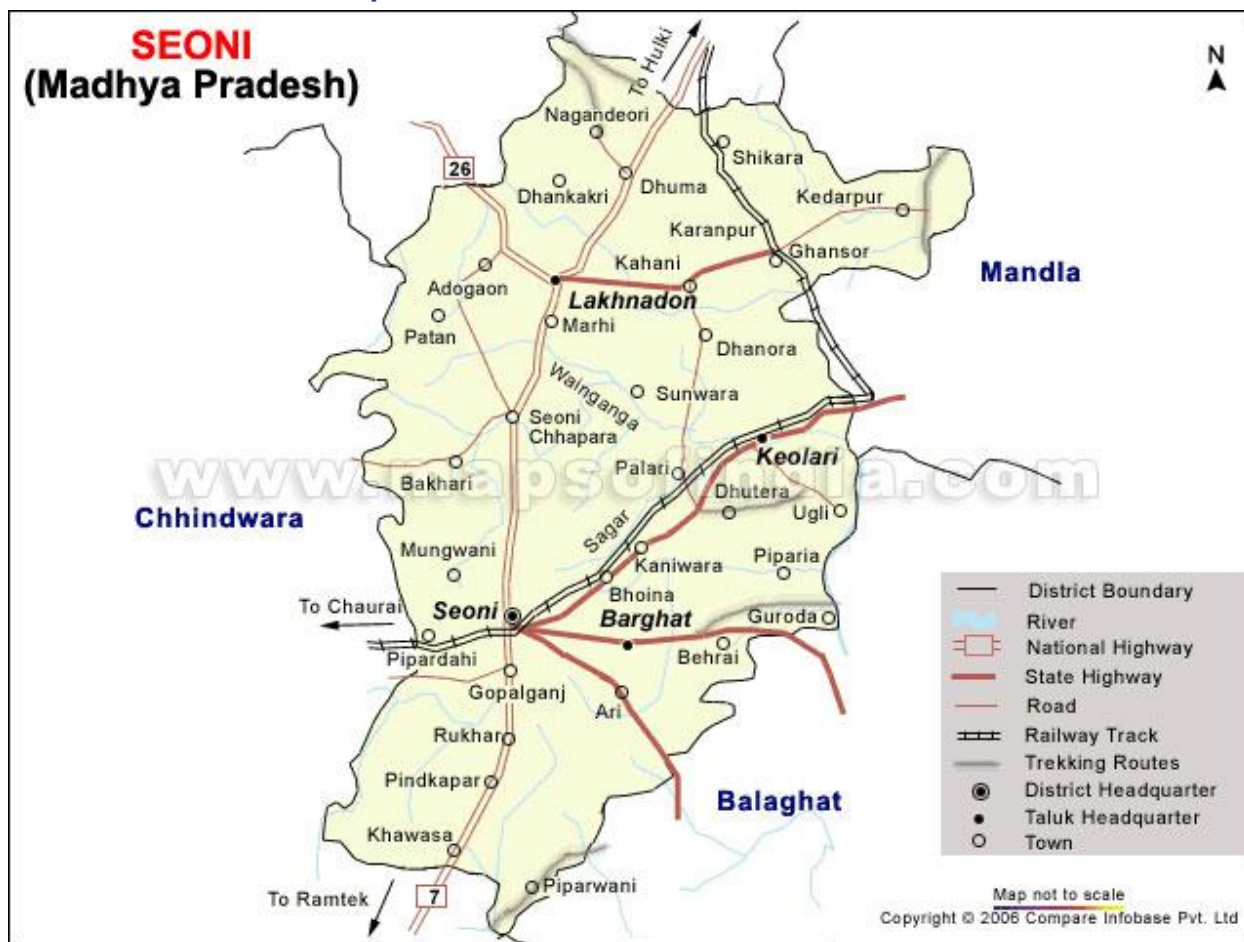 SEONI
(Madhya Pradesh)
To Hulki
N
Nagandeori
26
Shikara
Dhankakri
Dhuma
Kedarpur
Karanpur
Kahani
Ghansor
Mandla
Adogaon
Lakhnadon
Patan
Marhi
Dhanora
Wainganga
Sunwara
Seoni
Chhapara
Keolari
www.mapsofindia.com
Palari
Bakhari
Dhutera
Ugli
Chhindwara
Sagar
Mungwani
Kaniwara
Piparia
Bhoina
To Chaurai
Seoni
Barghat
Guroda
Pipardahi
Behrai
Gopalganj
Ari
Rukhar
Pindkapar
Balaghat
Khawasa
To Ramtek
7
Piparwani
District Boundary
River
National Highway
State Highway
Road
Railway Track
Trekking Routes
District Headquarter
Taluk Headquarter
Town
Map not to scale
Copyright © 2006 Compare Infobase Pvt. Ltd